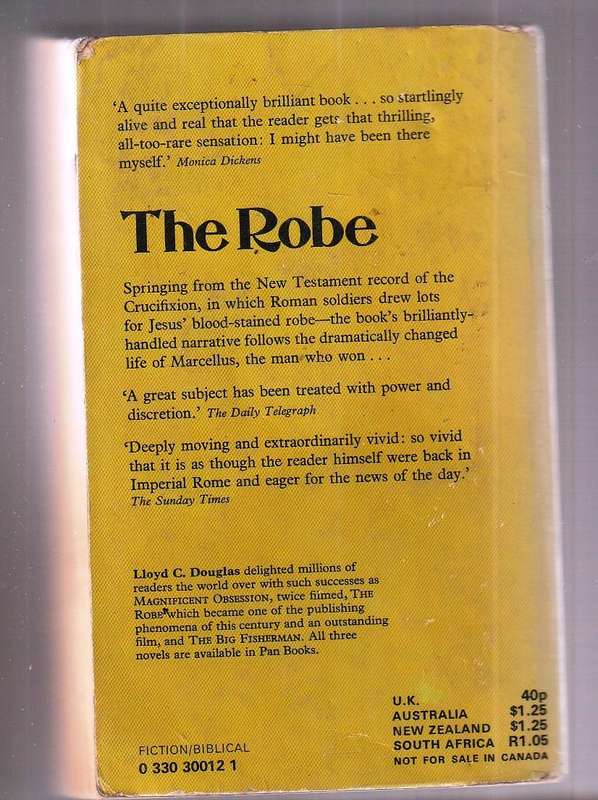 ‘A quite exceptionally brilliant book . . . so startlingly
alive and real that the reader gets that thrilling,
all-too-rare sensation: I might have been there
myself.’ Monica Dickens
The Robe
Springing from the New Testament record of the
Crucifixion, in which Roman soldiers drew lots
for Jesus’ blood-stained robe—the book’s brilliantly-
handled narrative follows the dramatically changed
life of Marcellus, the man who won . . .
‘A great subject has been treated with power and
discretion.’ The Daily Telegraph
‘Deeply moving and extraordinarily vivid: so vivid
that it is as though the reader himself were back in
Imperial Rome and eager for the news of the day.’
The Sunday Times
Lloyd C. Douglas delighted millions of
readers the world over with such successes as
MAGNIFICENT OBSESSION, twice filmed, THE
ROBE which became one of the publishing
phenomena of this century and an outstanding
film, and THE BIG FISHERMAN. All three
novels are available in Pan Books.
U.K. 40p
AUSTRALIA $1.25
NEW ZEALAND $1.25
SOUTH AFRICA R1.05
NOT FOR SALE IN CANADA
FICTION/BIBLICAL
0 330 30012 1